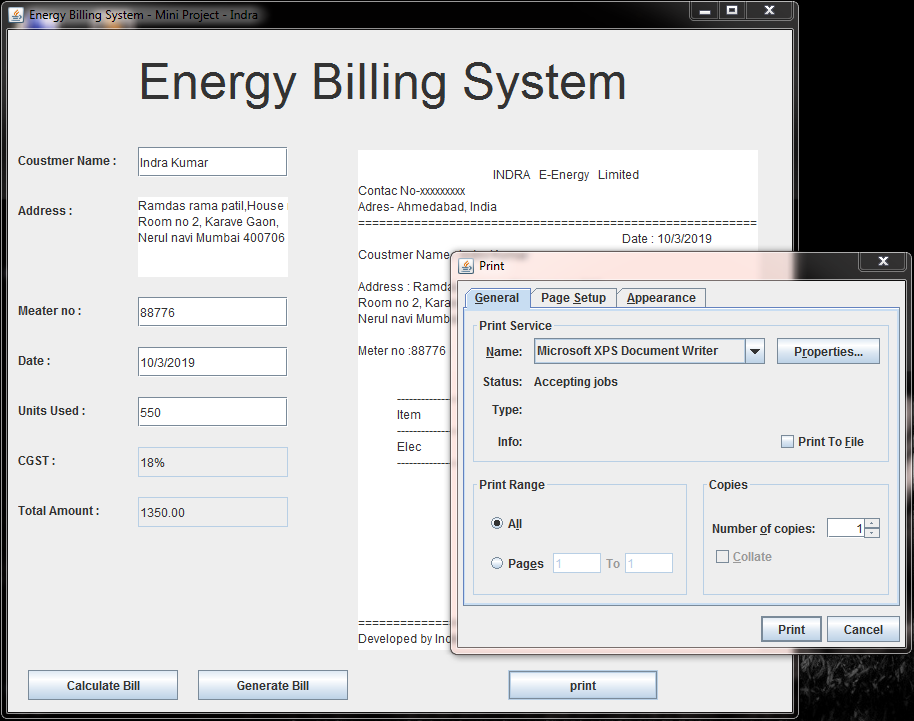 Energy Billing System - Mini Project - Indra
Energy Billing System
Coustmer Name :
Indra Kumar
Address :
Ramdas rama patil,House
Room no 2, Karave Gaon,
Nerul navi Mumbai 400706
Meater no :
88776
Date :
10/3/2019
Units Used :
550
CGST :
18%
Total Amount :
1350.00
INDRA E-Energy Limited
Contac No-xxxxxxxxx
Adres- Ahmedabad, India
==================================================
Date : 10/3/2019
Coustmer Name
Address : Ramda
Room no 2, Kara
Nerul navi Mumb
Meter no :88776
---------------
Item
---------------
Elec
---------------
==============
Developed by Ind
Calculate Bill
Generate Bill
print
Print
General
Page Setup
Appearance
Print Service
Name:
Microsoft XPS Document Writer
Properties...
Status:
Accepting jobs
Type:
Info:
Print To File
Print Range
All
Pages
1
To
1
Copies
Number of copies:
1
Collate
Print
Cancel